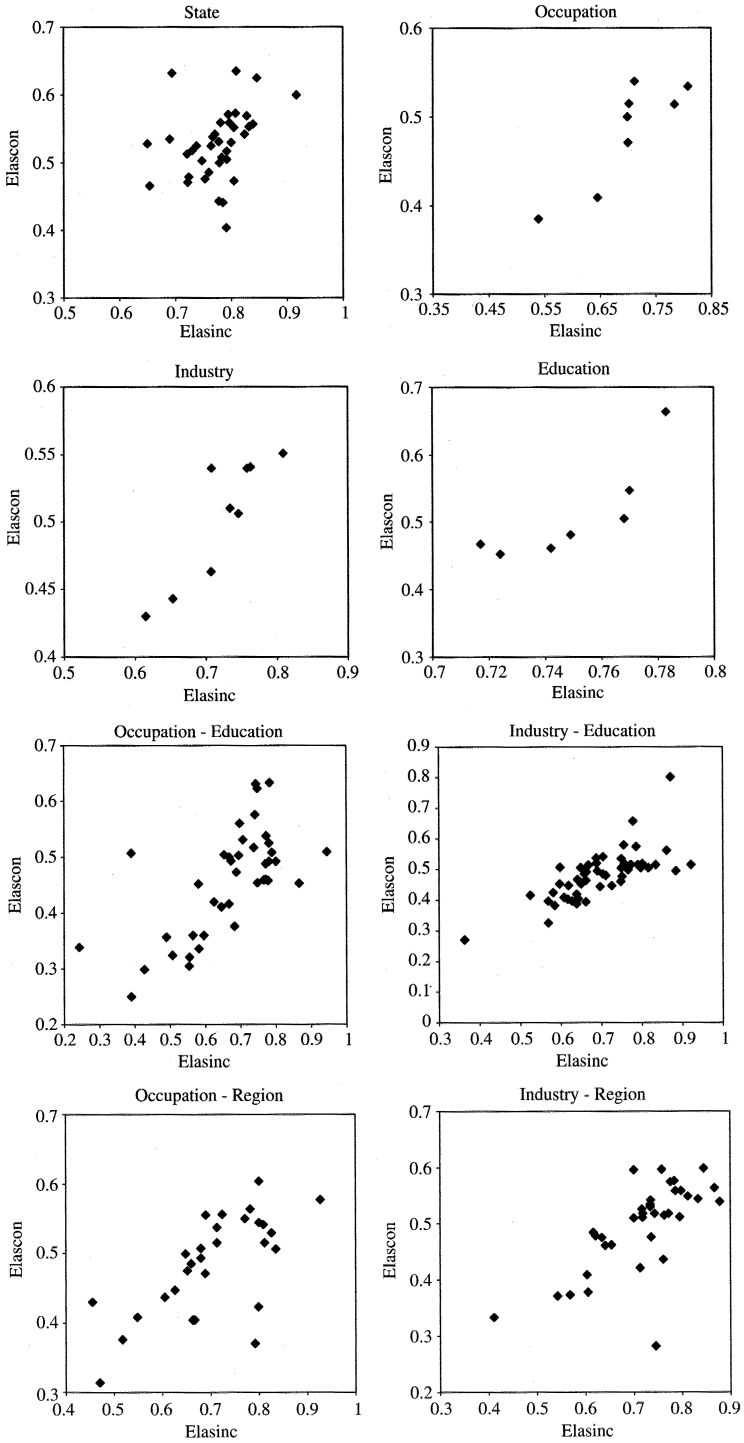 State
0.7
0.6
0.5
0.4
0.3
Elascon
0.5 0.6 0.7 0.8 0.9 1
Elasinc
Occupation
0.6
0.5
0.4
0.3
Elascon
0.35 0.45 0.55 0.65 0.75 0.85
Elasinc
Industry
0.6
0.55
0.5
0.45
0.4
Elascon
0.5 0.6 0.7 0.8 0.9
Elasinc
Education
0.7
0.6
0.5
0.4
0.3
Elascon
0.7 0.72 0.74 0.76 0.78 0.8
Elasinc
Occupation - Education
0.7
0.6
0.5
0.4
0.3
0.2
Elascon
0.2 0.3 0.4 0.5 0.6 0.7 0.8 0.9 1
Elasinc
Industry - Education
0.9
0.8
0.7
0.6
0.5
0.4
0.3
0.2
0.1
0
Elascon
0.3 0.4 0.5 0.6 0.7 0.8 0.9 1
Elasinc
Occupation - Region
0.7
0.6
0.5
0.4
0.3
Elascon
0.4 0.5 0.6 0.7 0.8 0.9 1
Elasinc
Industry - Region
0.7
0.6
0.5
0.4
0.3
0.2
Elascon
0.3 0.4 0.5 0.6 0.7 0.8 0.9
Elasinc